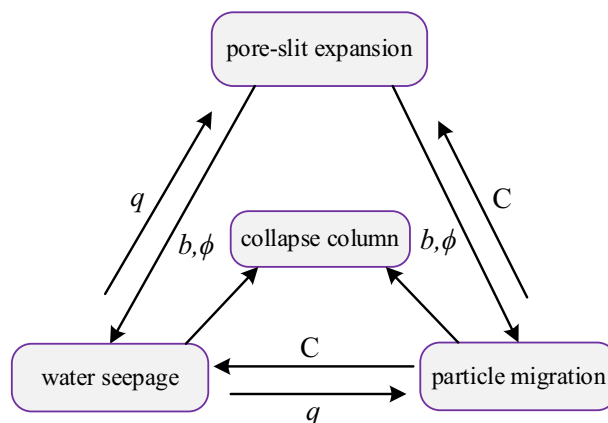 pore-slit expansion
q
C
b,ϕ
collapse column
b,ϕ
water seepage
C
particle migration
q